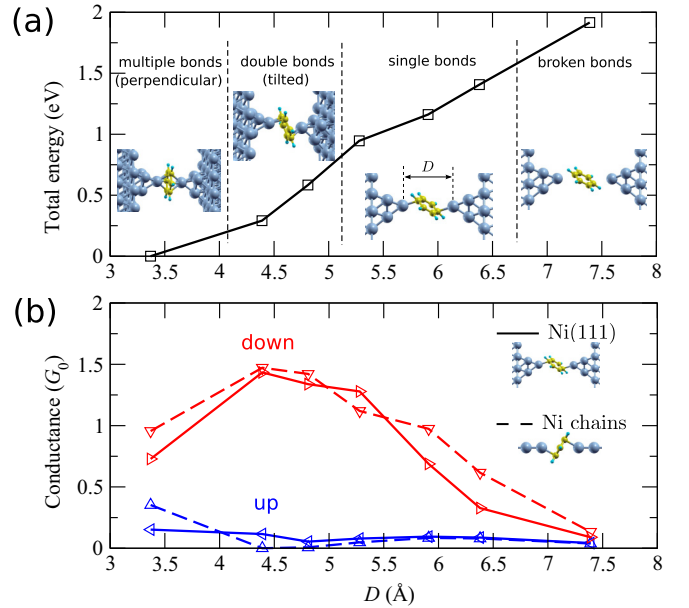 (a)
2
1.5
1
0.5
0
Total energy (eV)
multiple bonds
(perpendicular)
double bonds
(tilted)
single bonds
broken bonds
D
3 3.5 4 4.5 5 5.5 6 6.5 7 7.5 8
(b)
2
1.5
1
0.5
0
Conductance (G0)
down
up
Ni(111)
Ni chains
3 3.5 4 4.5 5 5.5 6 6.5 7 7.5 8
D (Å)